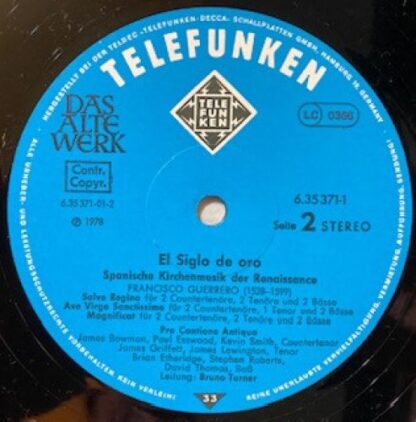 HERGESTELLT BEI DER TELDEC »TELEFUNKEN-DECCA« SCHALLPLATTEN GMBH, HAMBURG 19, GERMANY
TELEFUNKEN
DAS
ALTE
WERK
TELE
FUN
KEN
LC 0366
Contr.
Copyr.
6.35371-01-2
℗ 1978
6.35 371-1
Seite 2 STEREO
El Siglo de oro
Spanische Kirchenmusik der Renaissance
FRANCISCO GUERRERO (1528-1599)
Salve Regina für 2 Countertenöre, 2 Tenöre und 2 Bässe
Ave Virgo Sanctissima für 2 Countertenöre, 1 Tenor und 2 Bässe
Magnificat für 2 Countertenöre, 2 Tenöre und 2 Bässe
Pro Cantione Antiqua
James Bowman, Paul Esswood, Kevin Smith, Countertenor
James Griffett, James Lewington, Tenor
Brian Etheridge, Stephen Roberts,
David Thomas, Baß
Leitung: Bruno Turner
33
ALLE URHEBER- UND LEISTUNGSSCHUTZRECHTE VORBEHALTEN KEIN VERLEIH!
KEINE UNERLAUBTE VERVIELFÄLTIGUNG, VERMIETUNG, AUFFÜHRUNG, SENDUNG!